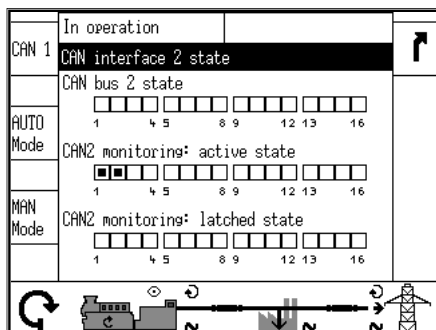 In operation
CAN 1
CAN interface 2 state
CAN bus 2 state
1 4 5 8 9 12 13 16
AUTO
Mode
CAN2 monitoring: active state
1 4 5 8 9 12 13 16
MAN
Mode
CAN2 monitoring: latched state
1 4 5 8 9 12 13 16